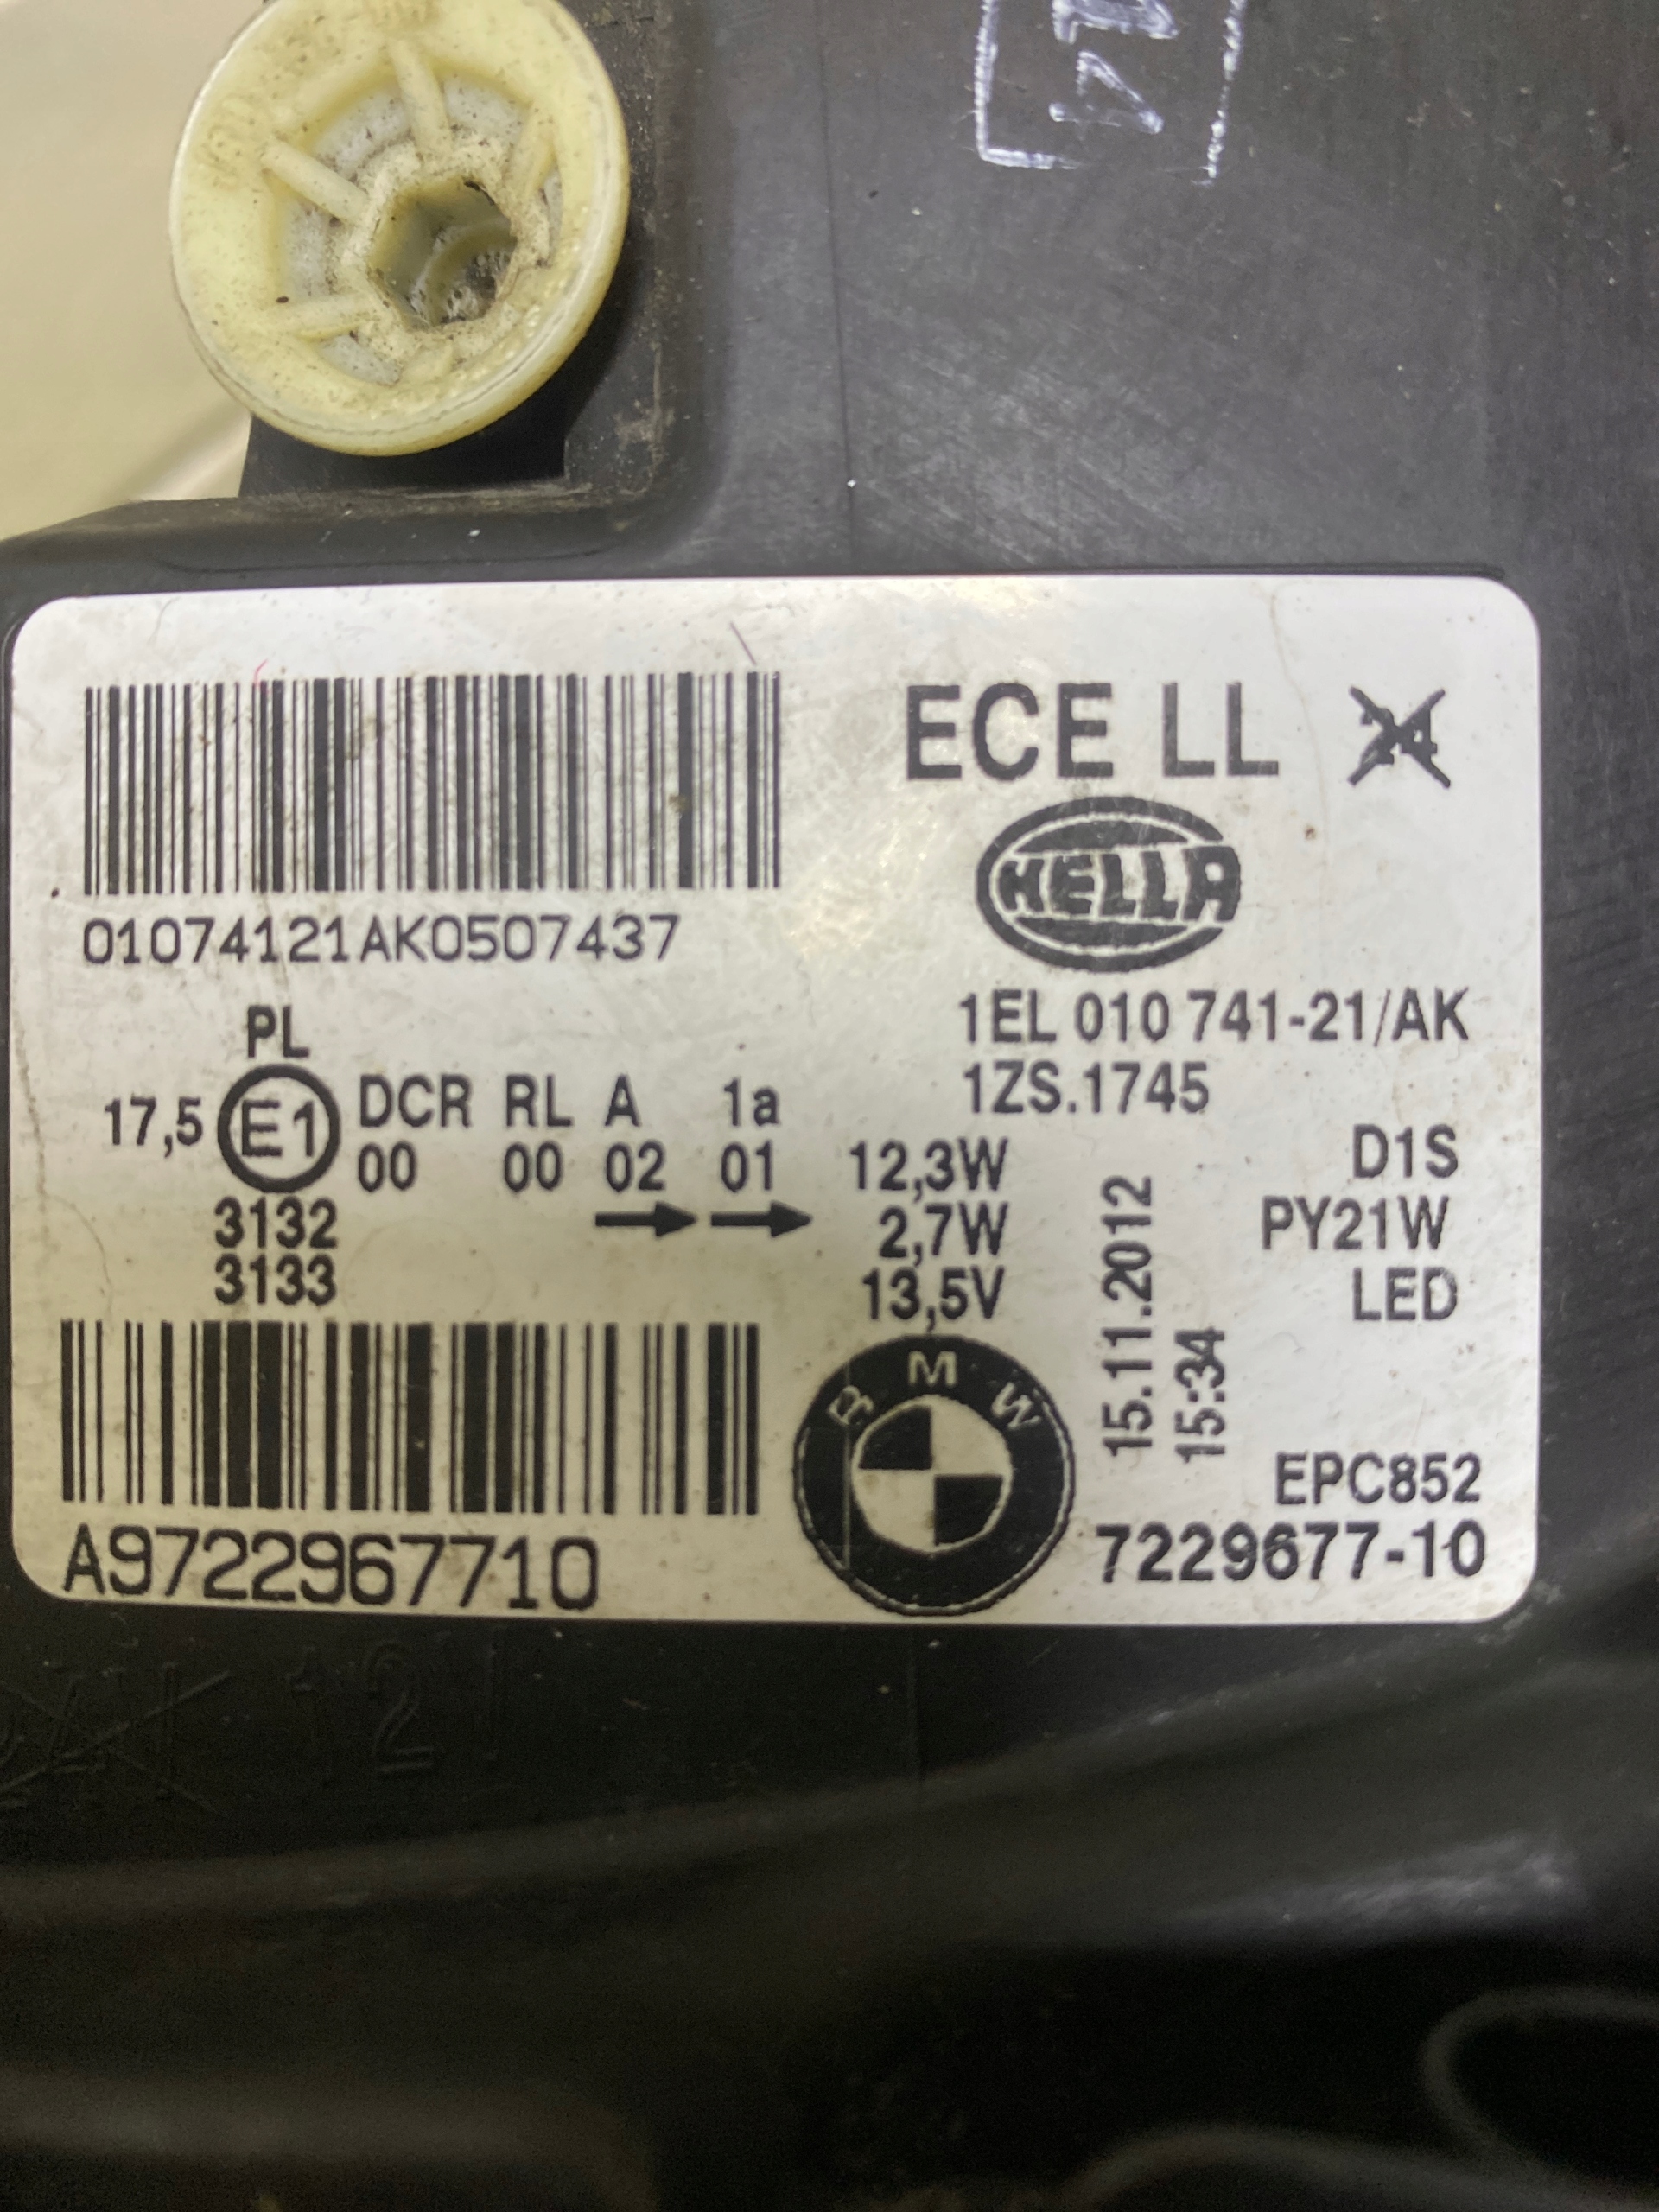 ECE LL
HELLA
01074121AK0507437
1EL 010 741-21/AK
1ZS.1745
PL
17,5 E1 DCR RL A 1a
00 00 02 01
3132
3133
12,3W
2,7W
13,5V
15.11.2012
15:34
D1S
PY21W
LED
BMW
EPC852
7229677-10
A9722967710
121